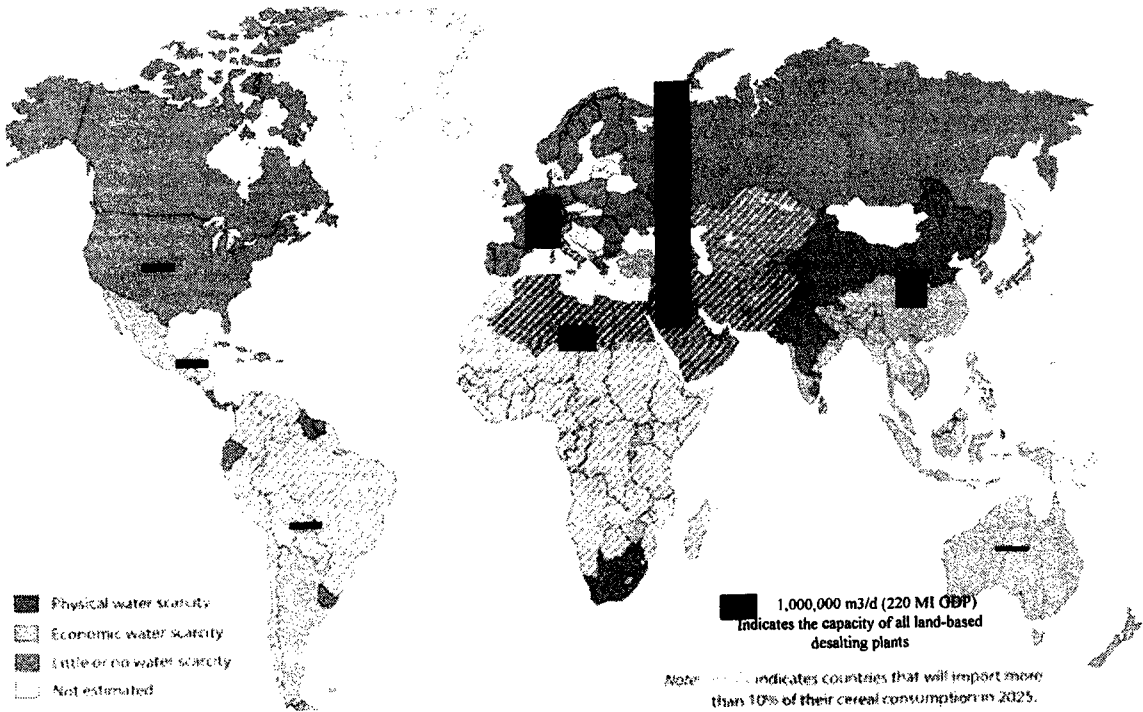 Physical water scarcity
Economic water scarcity
Little or no water scarcity
Not estimated
1,000,000 m3/d (220 MI GDP)
Indicates the capacity of all land-based
desalting plants
Note: indicates countries that will import more
than 10% of their cereal consumption in 2025.